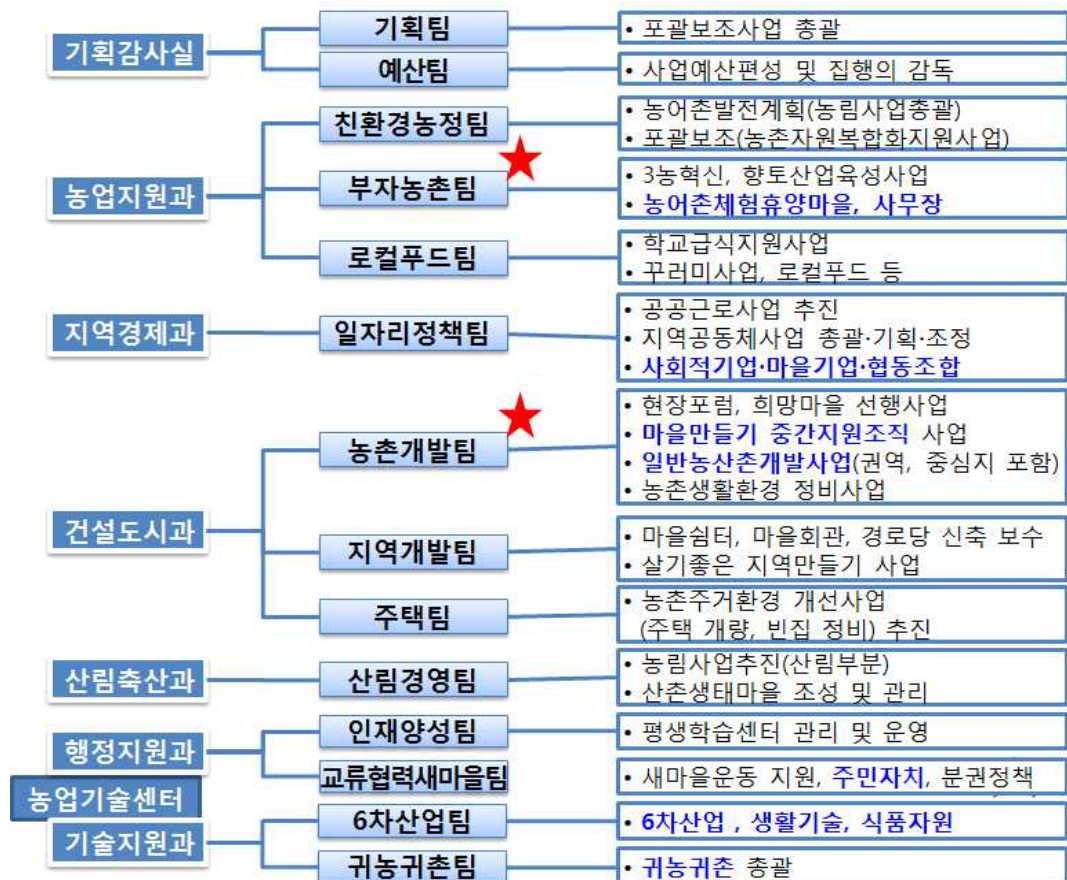 기획감사실
기획팀
• 포괄보조사업 총괄
예산팀
• 사업예산편성 및 집행의 감독
농업지원과
친환경농정팀
• 농어촌발전계획(농림사업총괄)
• 포괄보조(농촌자원복합화지원사업)
부자농촌팀
• 3농혁신, 향토산업육성사업
• 농어촌체험휴양마을, 사무장
로컬푸드팀
• 학교급식지원사업
• 꾸러미사업, 로컬푸드 등
지역경제과
일자리정책팀
• 공공근로사업 추진
• 지역공동체사업 총괄·기획·조정
• 사회적기업·마을기업·협동조합
건설도시과
농촌개발팀
• 현장포럼, 희망마을 선행사업
• 마을만들기 중간지원조직 사업
• 일반농산촌개발사업(권역, 중심지 포함)
• 농촌생활환경 정비사업
지역개발팀
• 마을쉼터, 마을회관, 경로당 신축 보수
• 살기좋은 지역만들기 사업
주택팀
• 농촌주거환경 개선사업
(주택 개량, 빈집 정비) 추진
산림축산과
산림경영팀
• 농림사업추진(산림부분)
• 산촌생태마을 조성 및 관리
행정지원과
인재양성팀
• 평생학습센터 관리 및 운영
교류협력새마을팀
• 새마을운동 지원, 주민자치, 분권정책
농업기술센터
기술지원과
6차산업팀
• 6차산업 , 생활기술, 식품자원
귀농귀촌팀
• 귀농귀촌 총괄